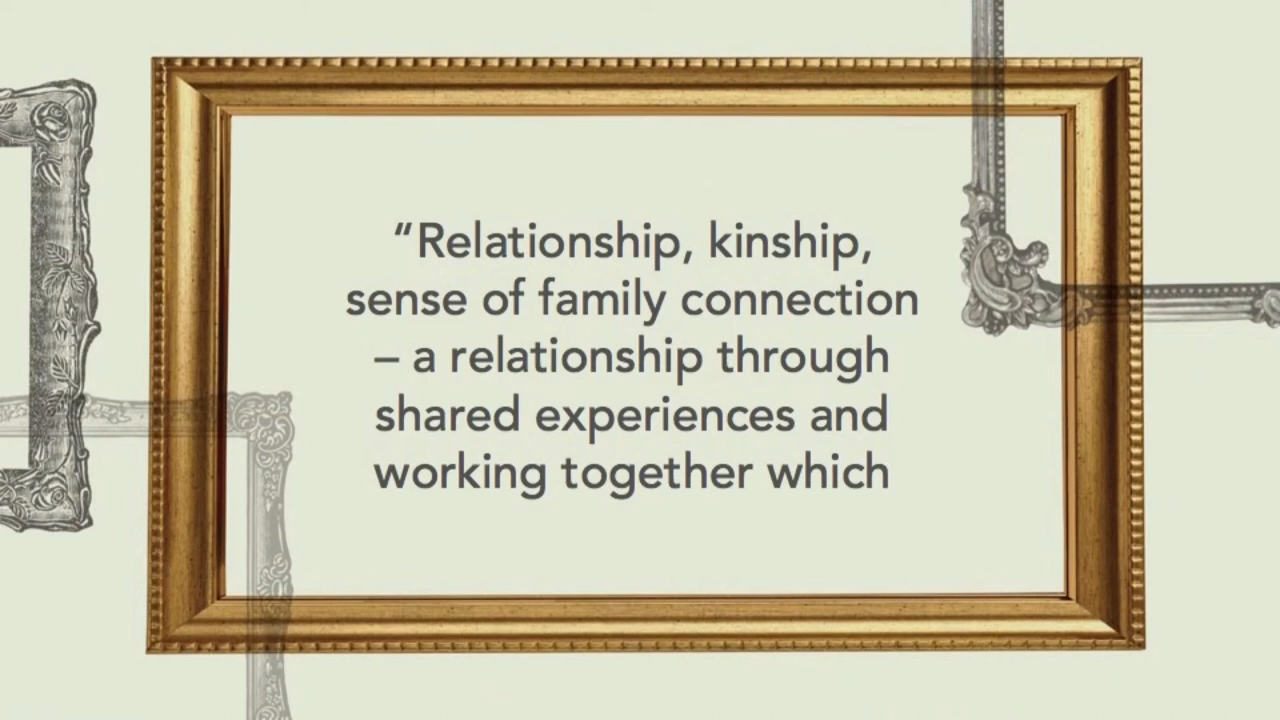 “Relationship, kinship,
sense of family connection
– a relationship through
shared experiences and
working together which